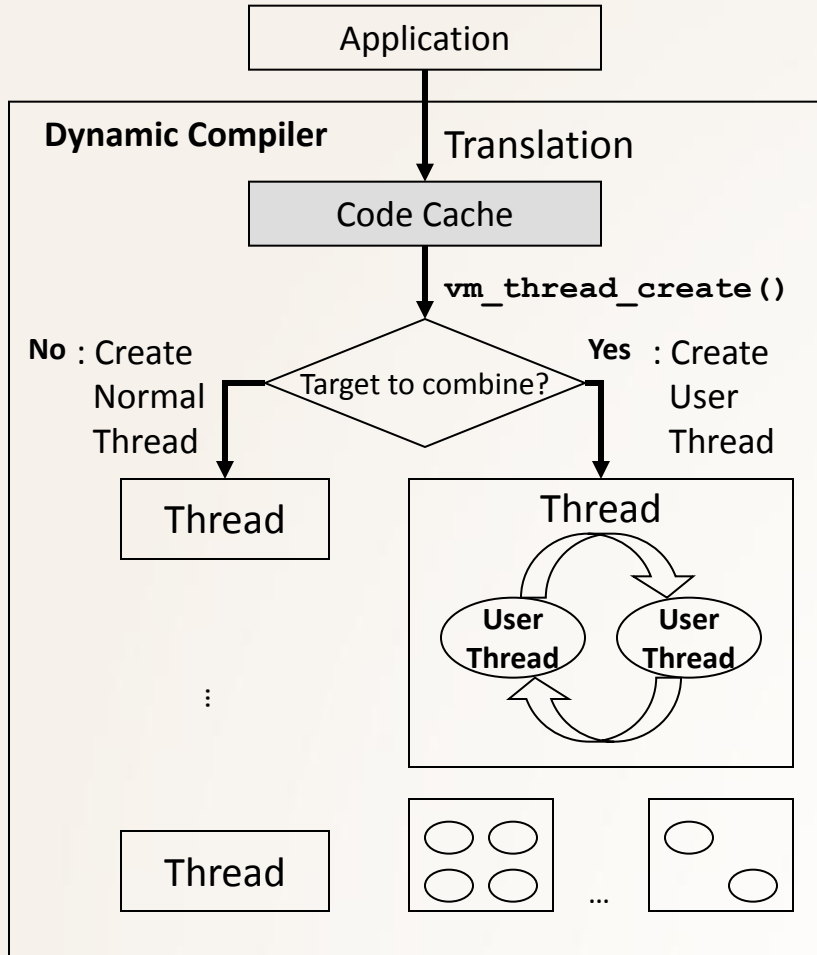 Application
Dynamic Compiler
Translation
Code Cache
vm_thread_create()
No : Create
Normal
Thread
Target to combine?
Yes : Create
User
Thread
Thread
Thread
User
Thread
User
Thread
...
Thread
...